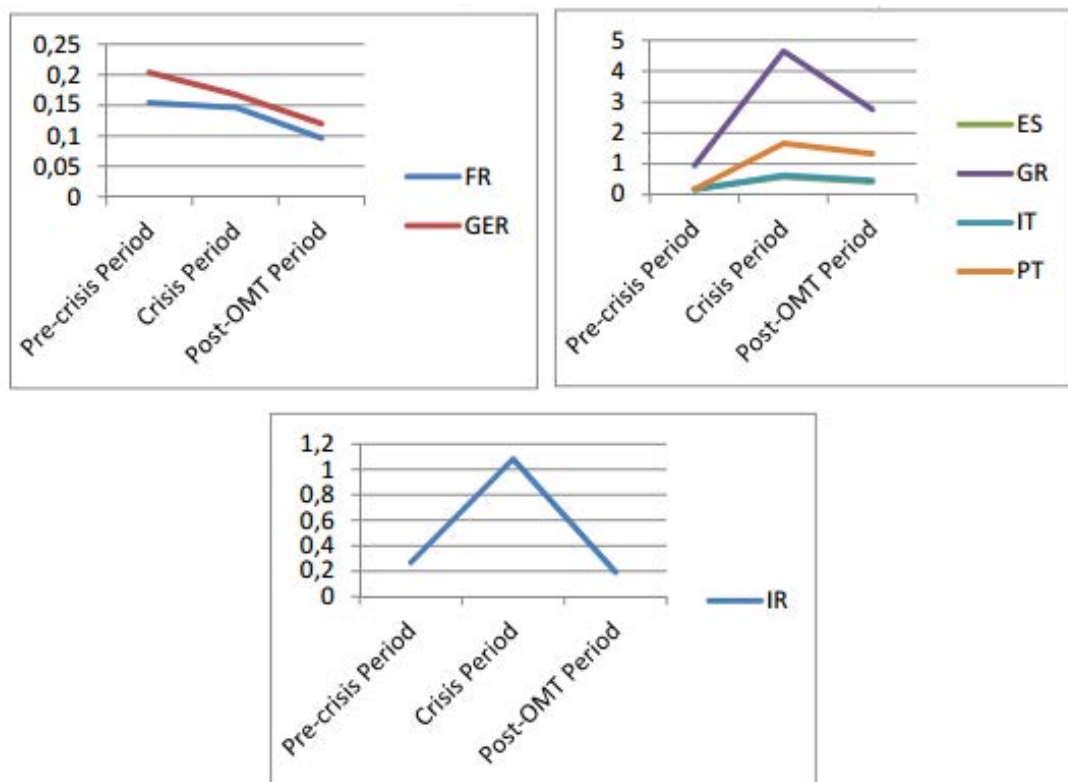 0,25
0,2
0,15
0,1
0,05
0
Pre-crisis Period
Crisis Period
Post-OMT Period
FR
GER
5
4
3
2
1
0
Pre-crisis Period
Crisis Period
Post-OMT Period
ES
GR
IT
PT
1,2
1
0,8
0,6
0,4
0,2
0
Pre-crisis Period
Crisis Period
Post-OMT Period
IR